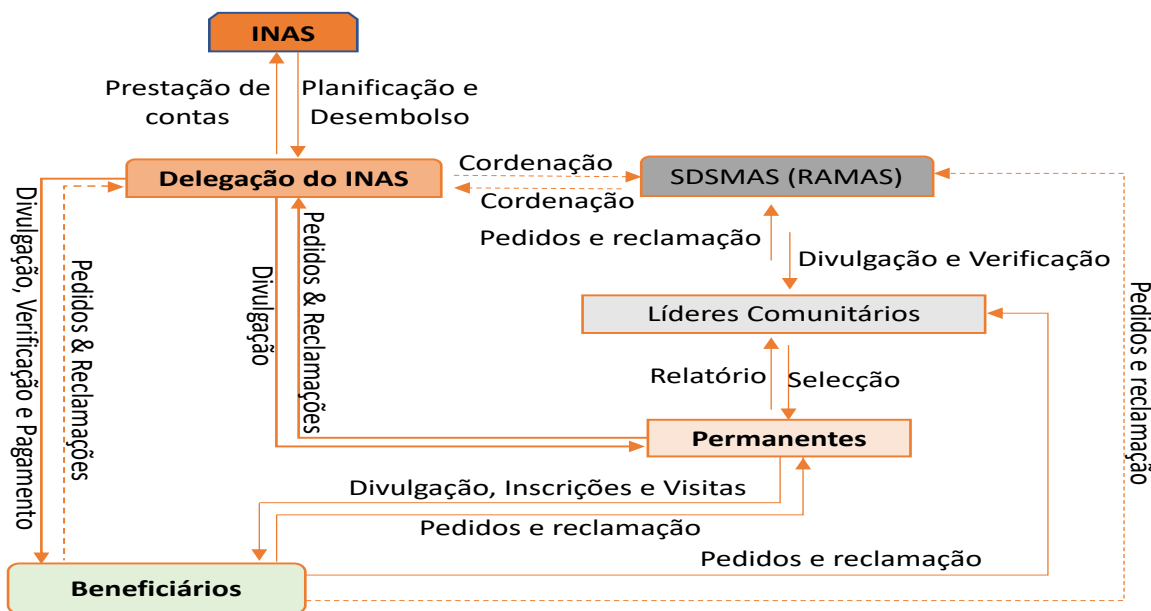 INAS
Prestação de
contas
Planificação e
Desembolso
Delegação do INAS
Cordenação
Cordenação
SDSMAS (RAMAS)
Pedidos e reclamação
Divulgação e Verificação
Líderes Comunitários
Relatório
Selecção
Permanentes
Divulgação, Verificação e Pagamento
Pedidos & Reclamações
Divulgação
Pedidos & Reclamações
Pedidos e reclamação
Divulgação, Inscrições e Visitas
Pedidos e reclamação
Pedidos e reclamação
Beneficiários